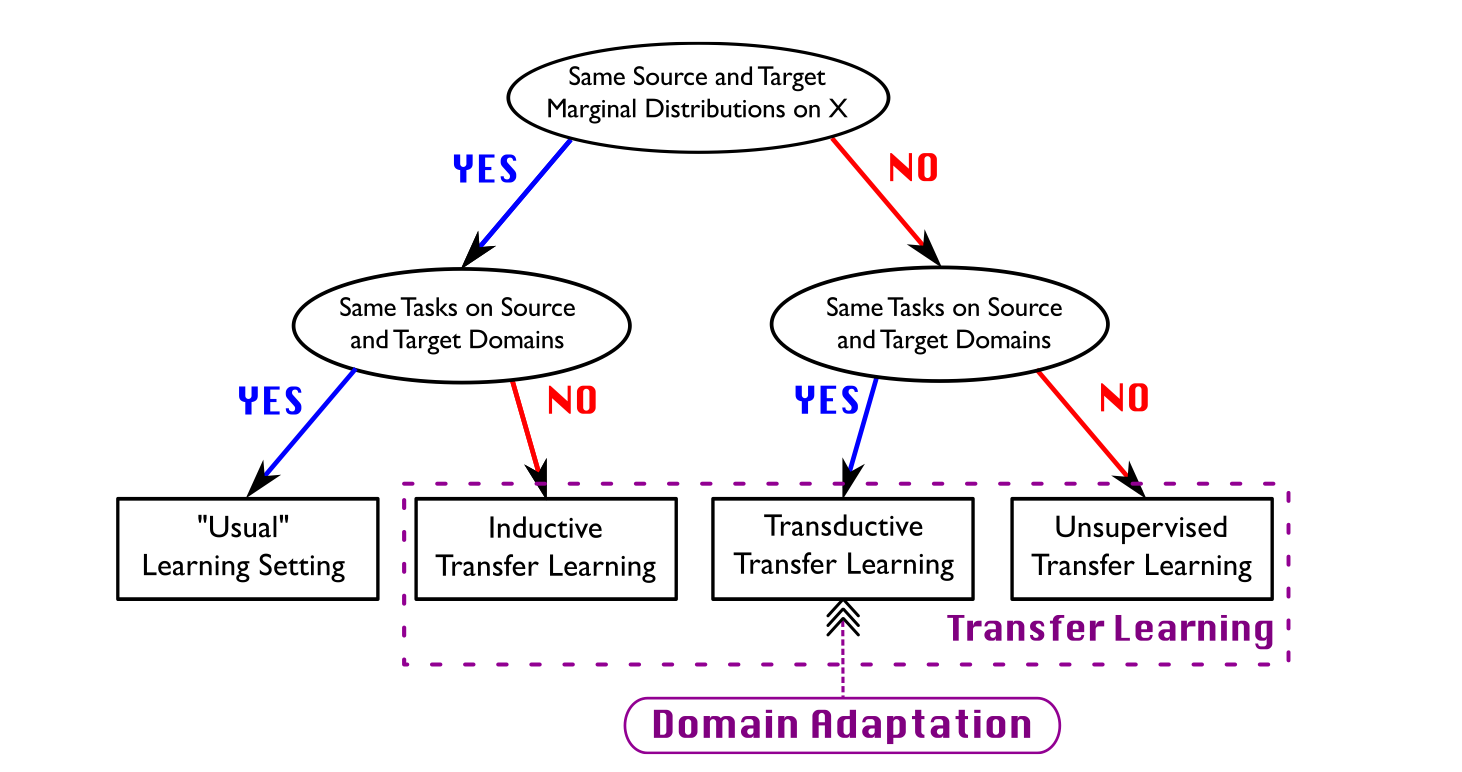 Same Source and Target
Marginal Distributions on X
YES
NO
Same Tasks on Source
and Target Domains
Same Tasks on Source
and Target Domains
YES
NO
YES
NO
"Usual"
Learning Setting
Inductive
Transfer Learning
Transductive
Transfer Learning
Unsupervised
Transfer Learning
Transfer Learning
Domain Adaptation